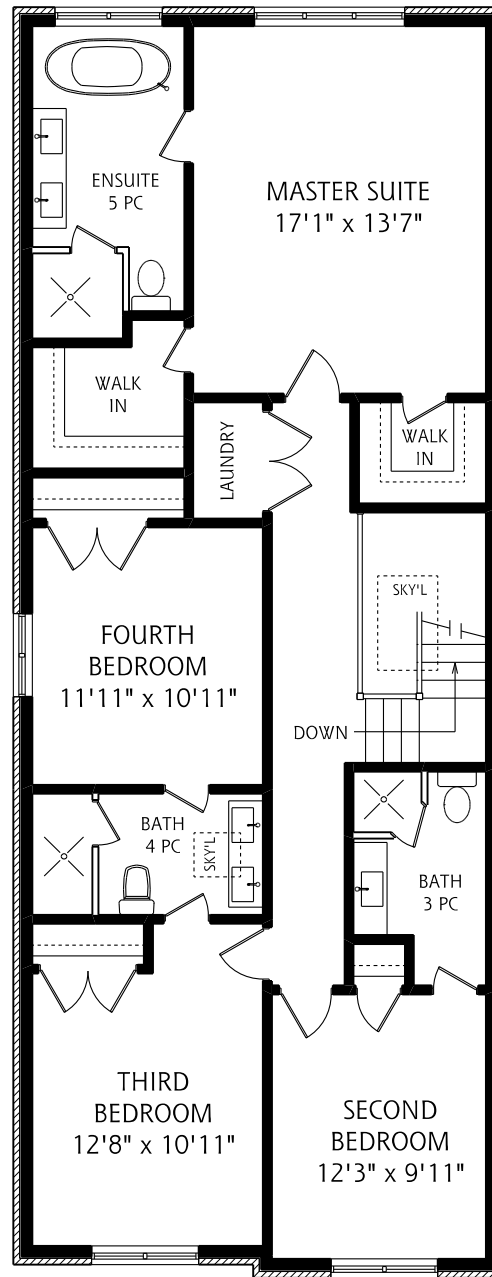 ENSUITE
5 PC
MASTER SUITE
17'1" x 13'7"
WALK
IN
LAUNDRY
WALK
IN
SKY'L
FOURTH
BEDROOM
11'11" x 10'11"
DOWN
BATH
4 PC
SKY'L
BATH
3 PC
THIRD
BEDROOM
12'8" x 10'11"
SECOND
BEDROOM
12'3" x 9'11"